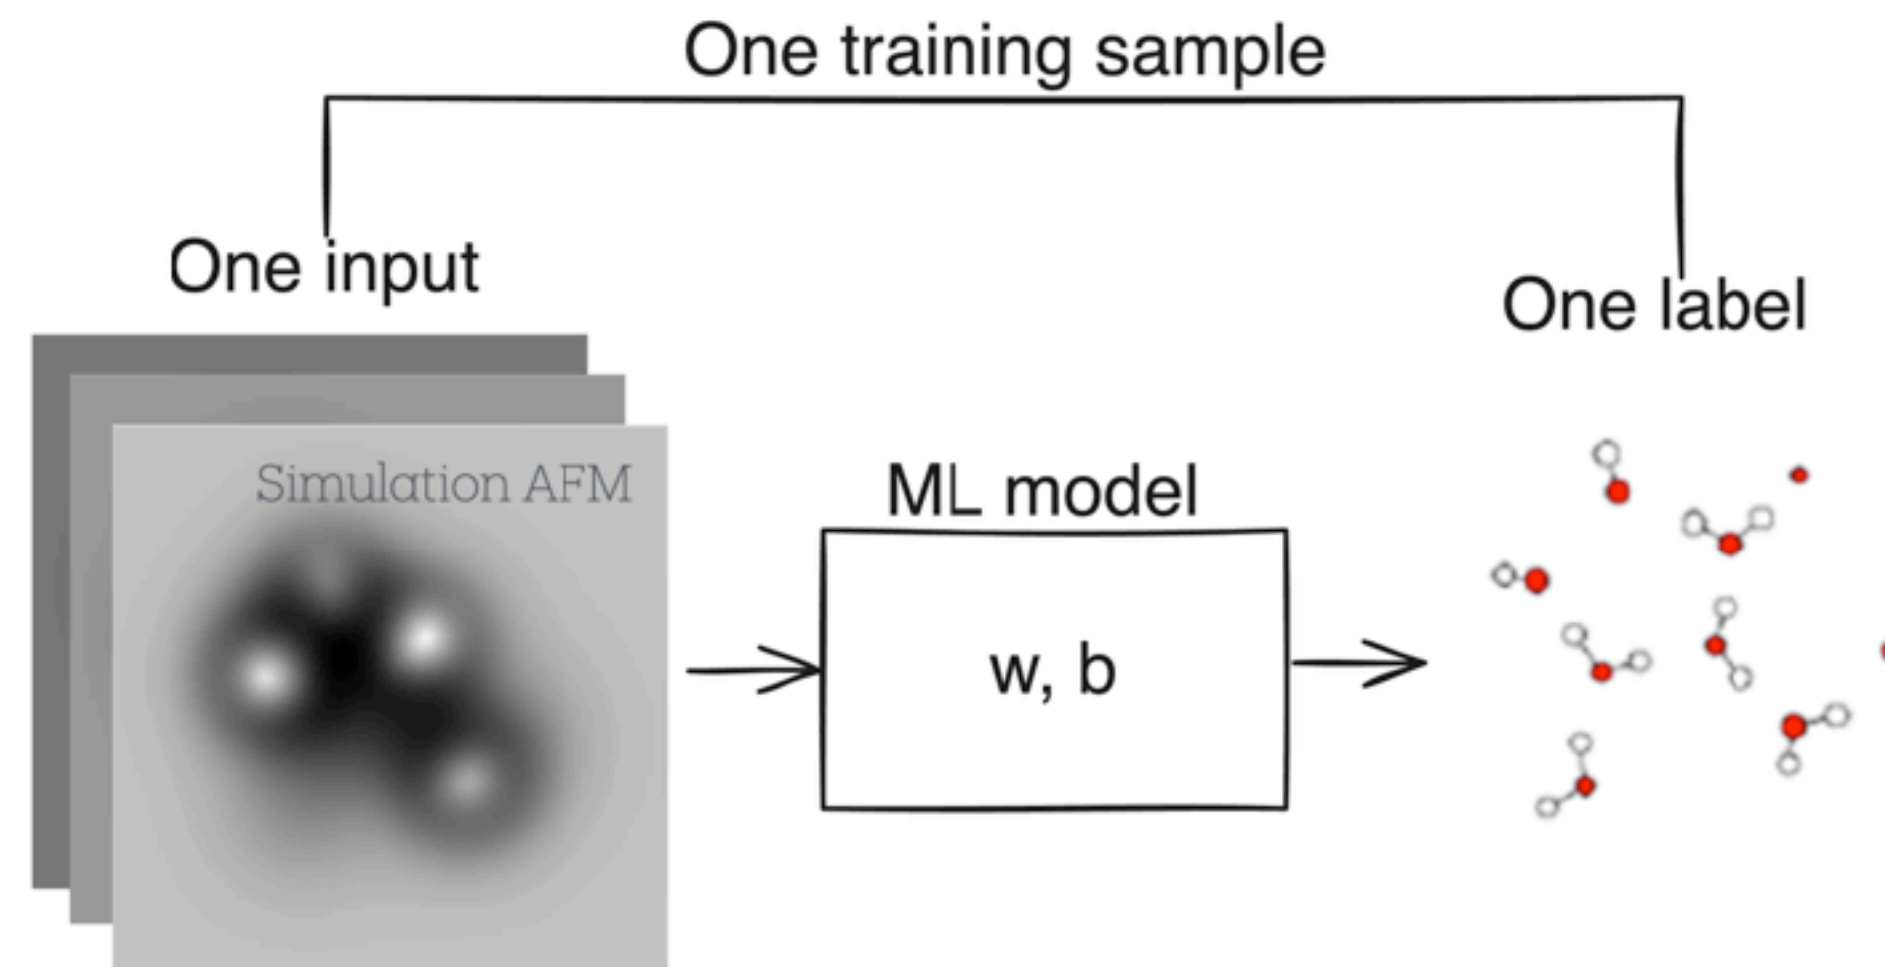 One training sample
One input
One label
Simulation AFM
ML model
w, b